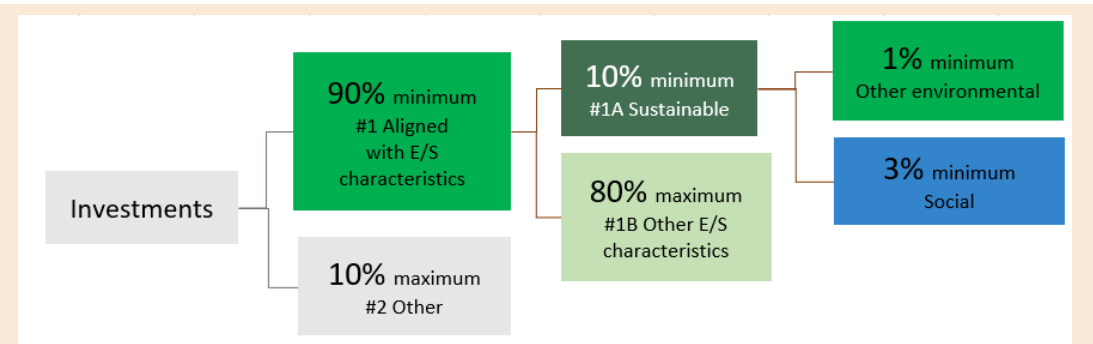 Investments
90% minimum
#1 Aligned
with E/S
characteristics
10% maximum
#2 Other
10% minimum
#1A Sustainable
80% maximum
#1B Other E/S
characteristics
1% minimum
Other environmental
3% minimum
Social